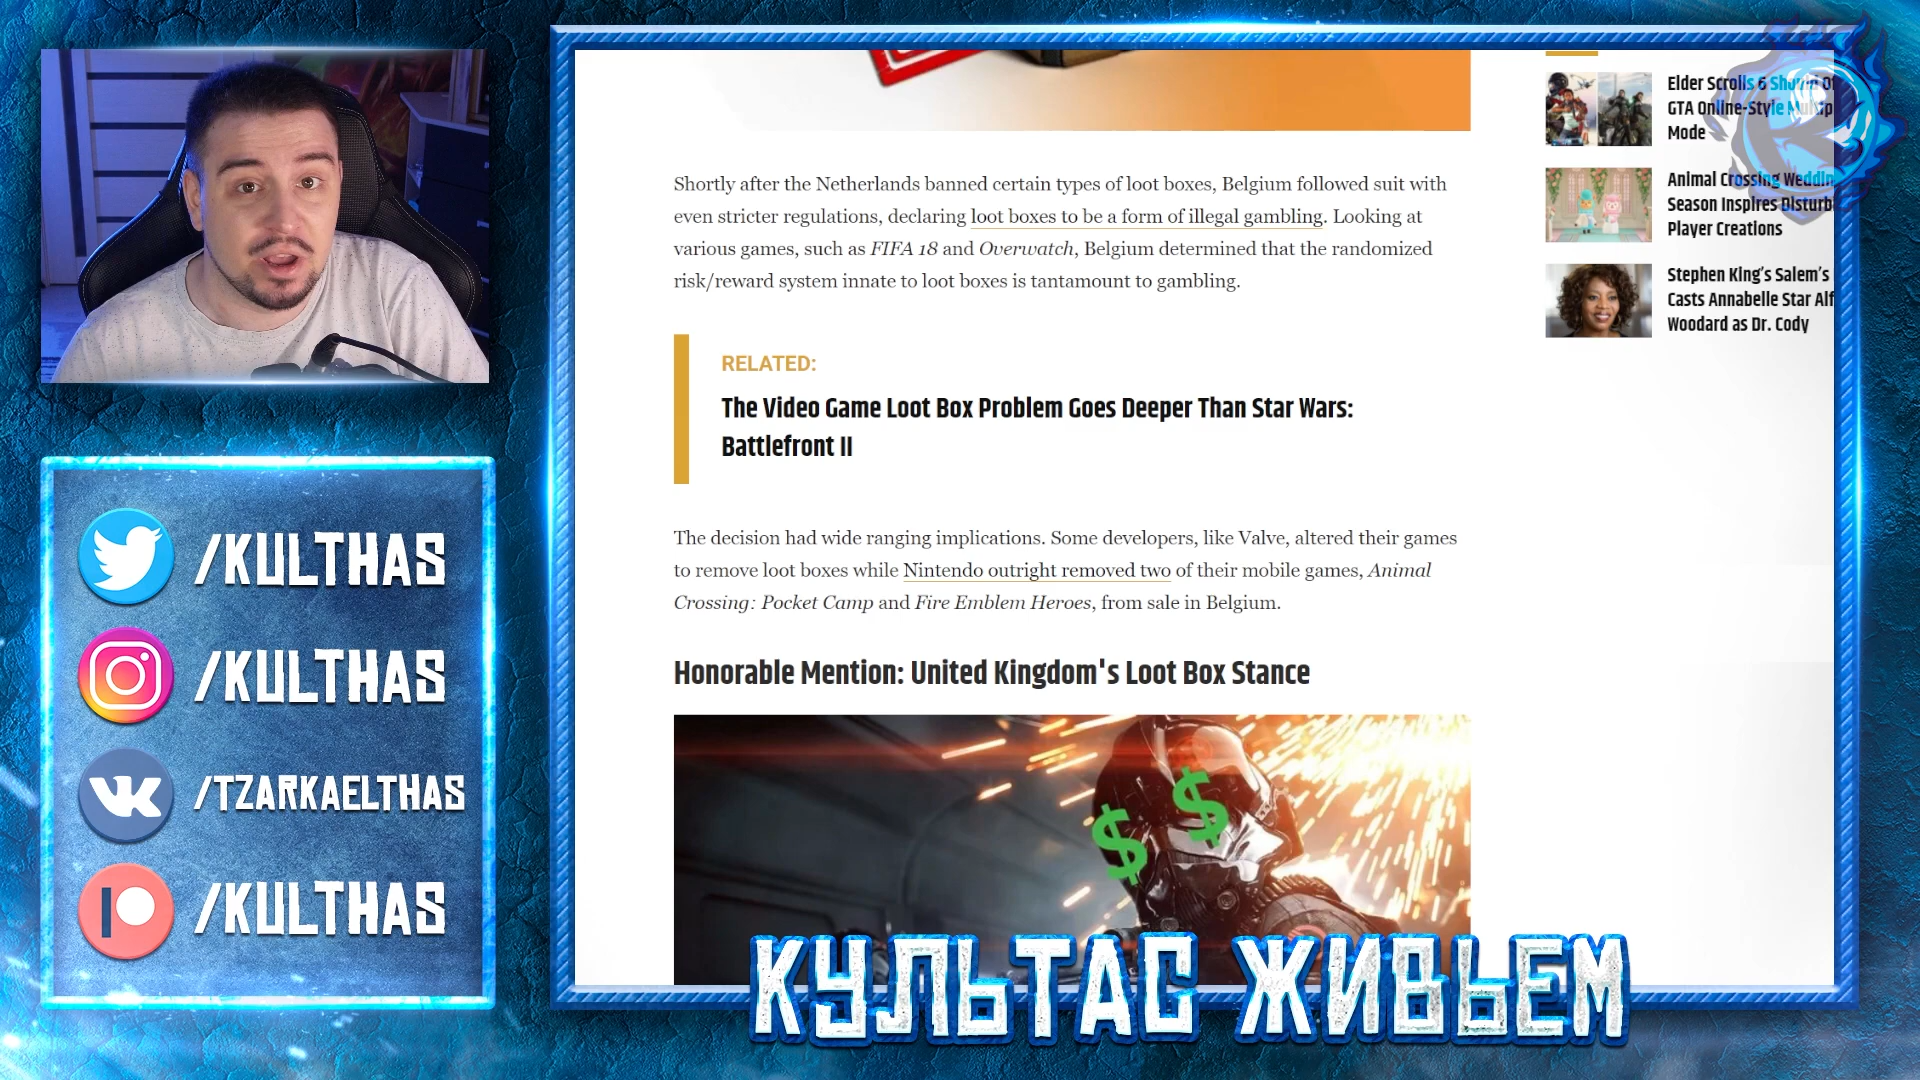 /KULTHAS
/KULTHAS
/TZARKAELTHAS
/KULTHAS
Shortly after the Netherlands banned certain types of loot boxes, Belgium followed suit with
even stricter regulations, declaring loot boxes to be a form of illegal gambling. Looking at
various games, such as FIFA 18 and Overwatch, Belgium determined that the randomized
risk/reward system innate to loot boxes is tantamount to gambling.
RELATED:
The Video Game Loot Box Problem Goes Deeper Than Star Wars:
Battlefront II
The decision had wide ranging implications. Some developers, like Valve, altered their games
to remove loot boxes while Nintendo outright removed two of their mobile games, Animal
Crossing: Pocket Camp and Fire Emblem Heroes, from sale in Belgium.
Honorable Mention: United Kingdom's Loot Box Stance
$ $
Elder Scrolls 6
GTA Online-Style
Mode
Animal Crossing
Season Inspires
Player Creations
Stephen King's Salem's
Casts Annabelle Star
Woodard as Dr. Cody
КУЛЬТАС ЖИВЬЕМ